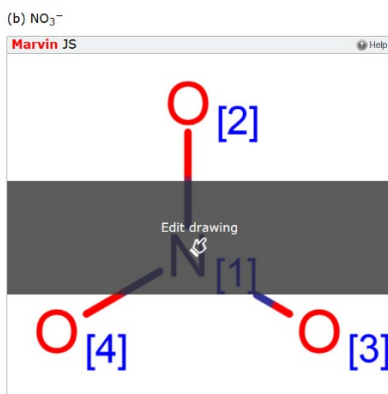 (b) NO₃⁻
Marvin JS
Help
O
[2]
Edit drawing
N
[1]
O
[4]
O
[3]